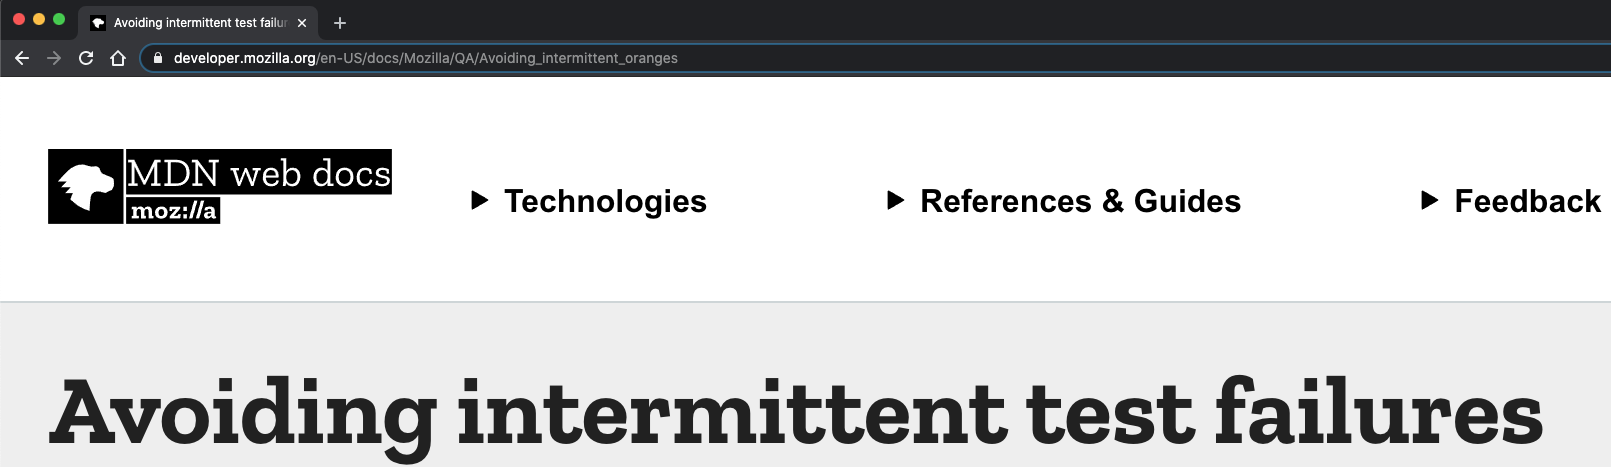 Avoiding intermittent test failu
developer.mozilla.org/en-US/docs/Mozilla/QA/Avoiding_intermittent_oranges
MDN web docs
moz://a
Technologies
References & Guides
Feedback
Avoiding intermittent test failures